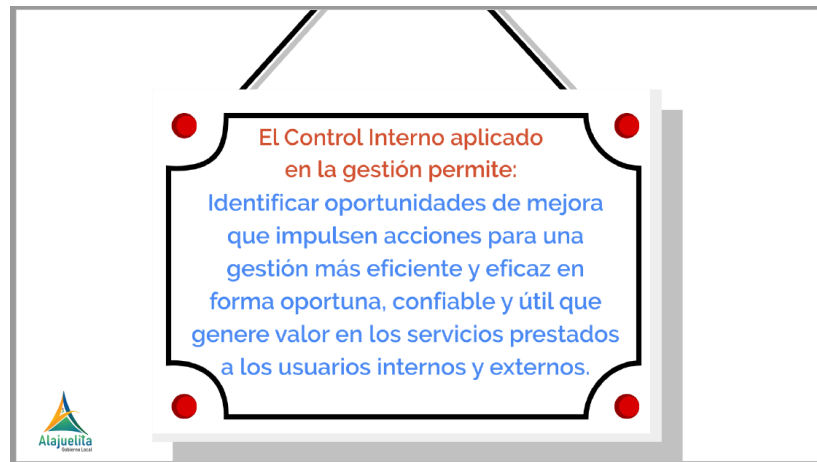 El Control Interno aplicado
en la gestión permite:
Identificar oportunidades de mejora
que impulsen acciones para una
gestión más eficiente y eficaz en
forma oportuna, confiable y útil que
genere valor en los servicios prestados
a los usuarios internos y externos.
Alajuelita
Gobierno Local